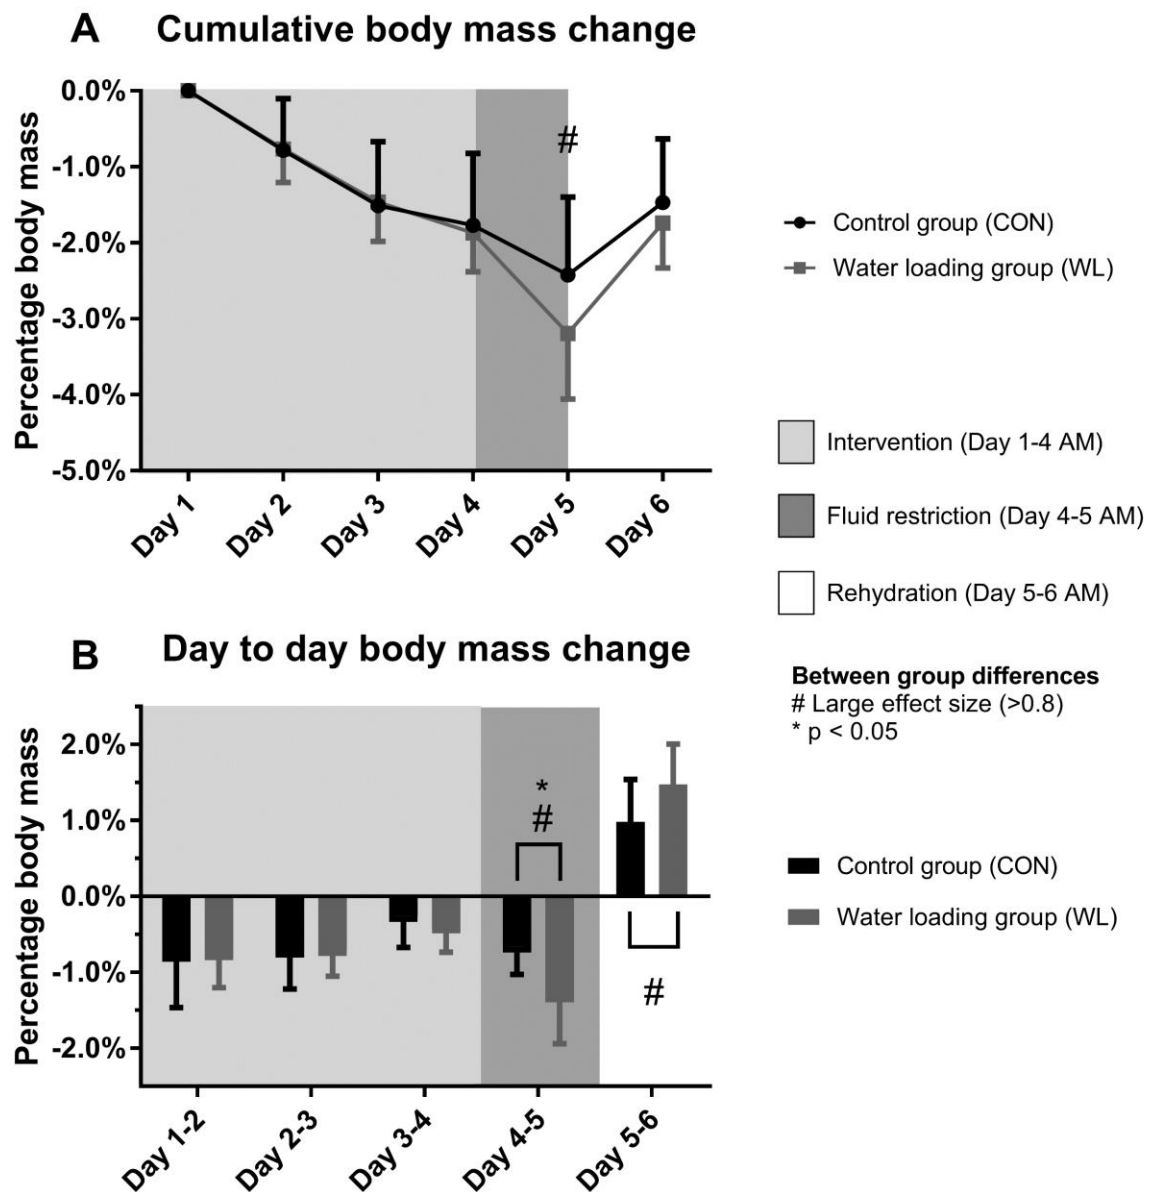 A Cumulative body mass change
Percentage body mass
0.0%
-1.0%
-2.0%
-3.0%
-4.0%
-5.0%
#
Day 1
Day 2
Day 3
Day 4
Day 5
Day 6
Control group (CON)
Water loading group (WL)
Intervention (Day 1-4 AM)
Fluid restriction (Day 4-5 AM)
Rehydration (Day 5-6 AM)
Between group differences
# Large effect size (>0.8)
* p < 0.05
B Day to day body mass change
Percentage body mass
2.0%
1.0%
0.0%
-1.0%
-2.0%
*
#
#
Day 1-2
Day 2-3
Day 3-4
Day 4-5
Day 5-6
Control group (CON)
Water loading group (WL)